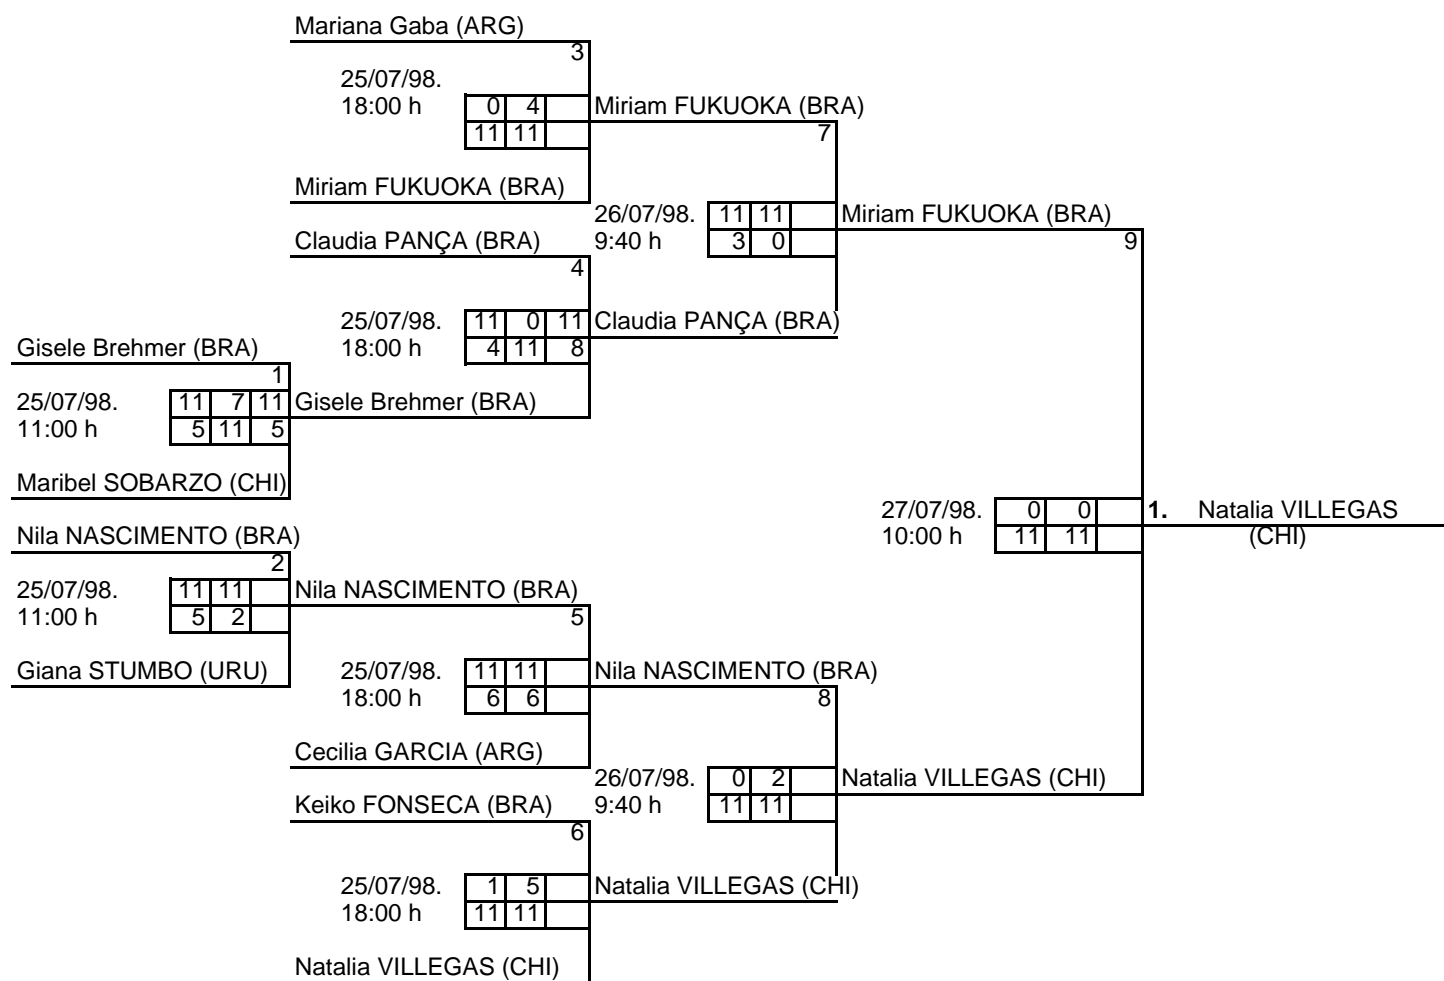 Mariana Gaba (ARG)
3
25/07/98.
18:00 h
0 4
11 11
Miriam FUKUOKA (BRA)
7
Miriam FUKUOKA (BRA)
26/07/98.
9:40 h
11 11
3 0
Miriam FUKUOKA (BRA)
9
Claudia PANÇA (BRA)
4
25/07/98.
18:00 h
11 0 11
4 11 8
Claudia PANÇA (BRA)
Gisele Brehmer (BRA)
1
25/07/98.
11:00 h
11 7 11
5 11 5
Gisele Brehmer (BRA)
Maribel SOBARZO (CHI)
27/07/98.
10:00 h
0 0
11 11
1. Natalia VILLEGAS
(CHI)
Nila NASCIMENTO (BRA)
2
25/07/98.
11:00 h
11 11
5 2
Nila NASCIMENTO (BRA)
5
Giana STUMBO (URU)
25/07/98.
18:00 h
11 11
6 6
Nila NASCIMENTO (BRA)
8
Cecilia GARCIA (ARG)
26/07/98.
9:40 h
0 2
11 11
Natalia VILLEGAS (CHI)
Keiko FONSECA (BRA)
6
25/07/98.
18:00 h
1 5
11 11
Natalia VILLEGAS (CHI)
Natalia VILLEGAS (CHI)